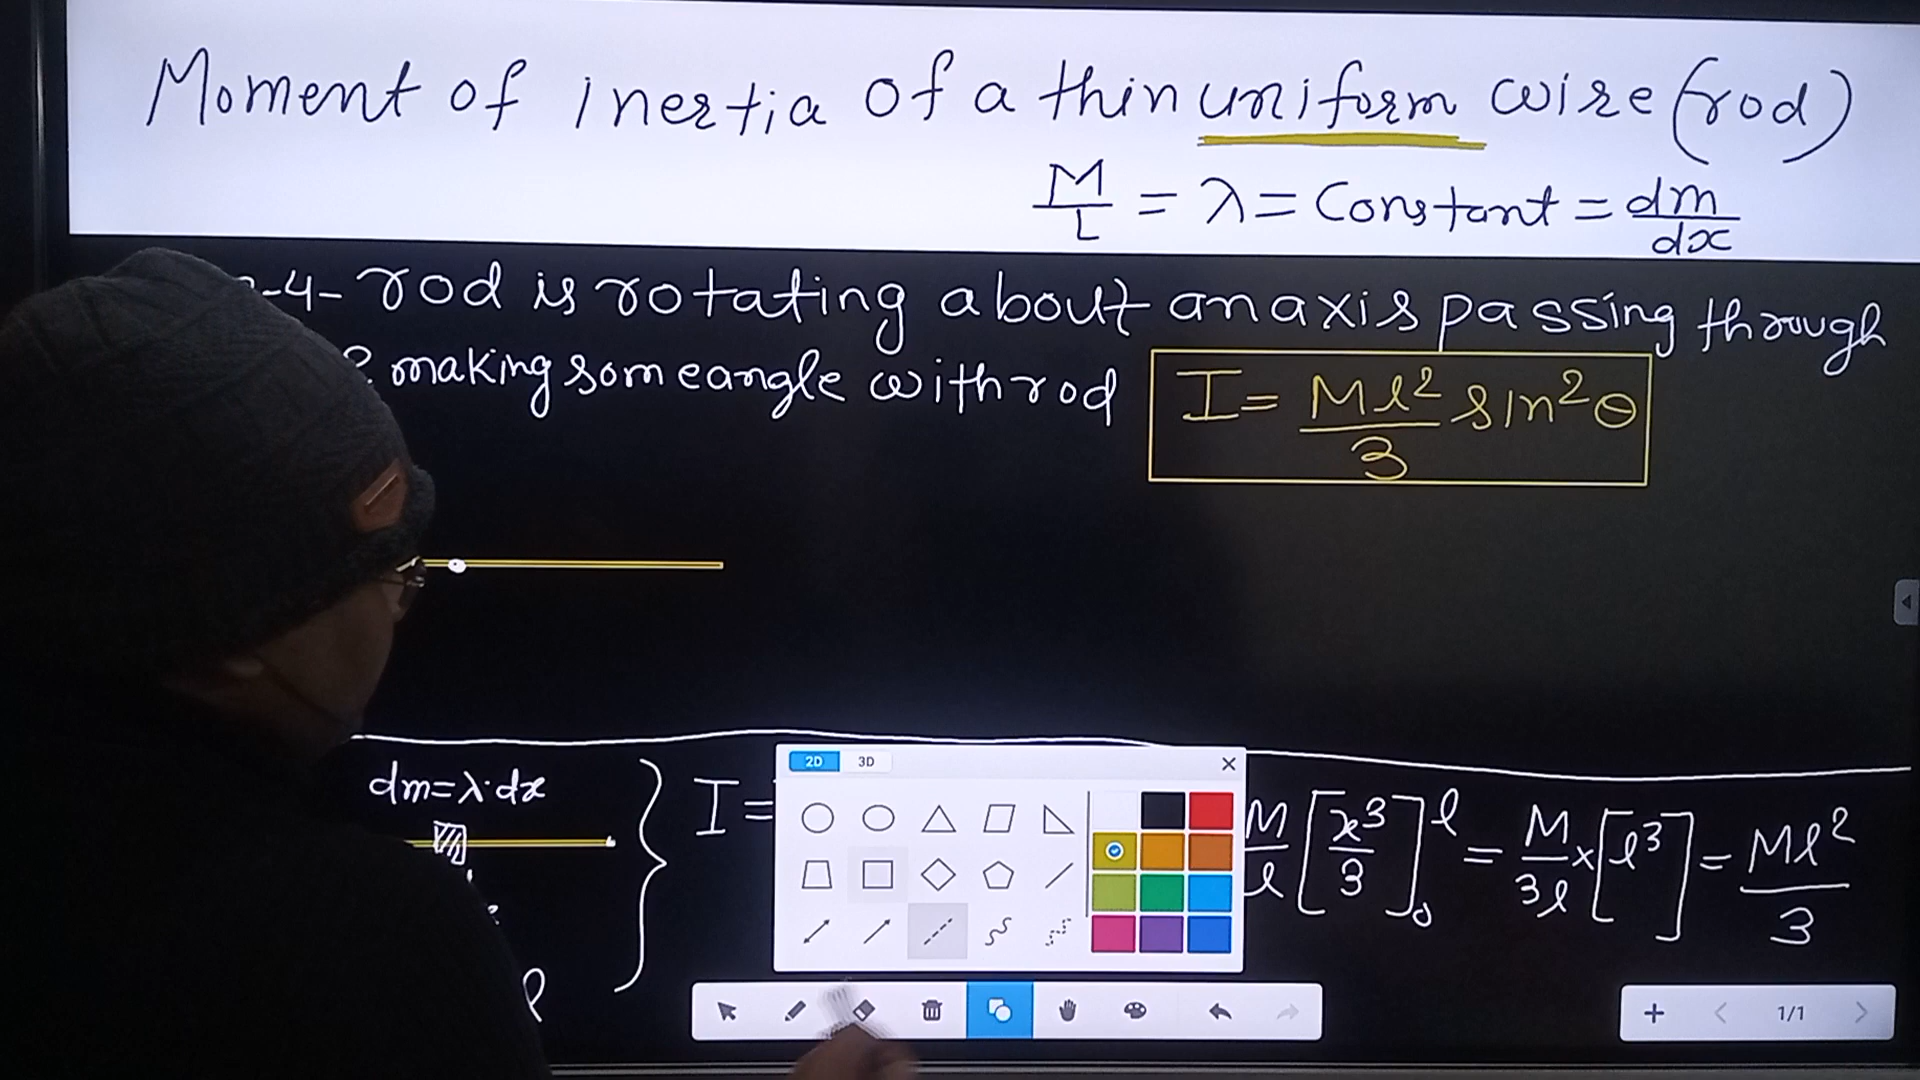 Moment of inertia of a thin uniform wire (rod)
M/L = λ = Constant = dm/dx
-4- rod is rotating about an axis passing through
making some angle with rod
I = Ml²/3 sin²θ
dm=λ·dx
I=
M/l [x³/3]₀ˡ = M/3l × [l³] = Ml²/3
l
2D 3D
1/1